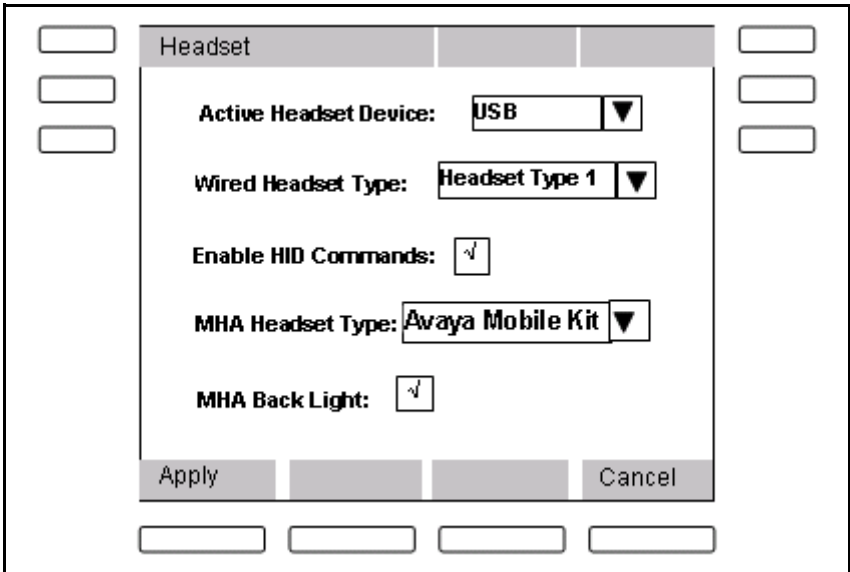 Headset
Active Headset Device: USB ▼
Wired Headset Type: Headset Type 1 ▼
Enable HID Commands: √
MHA Headset Type: Avaya Mobile Kit ▼
MHA Back Light: √
Apply Cancel